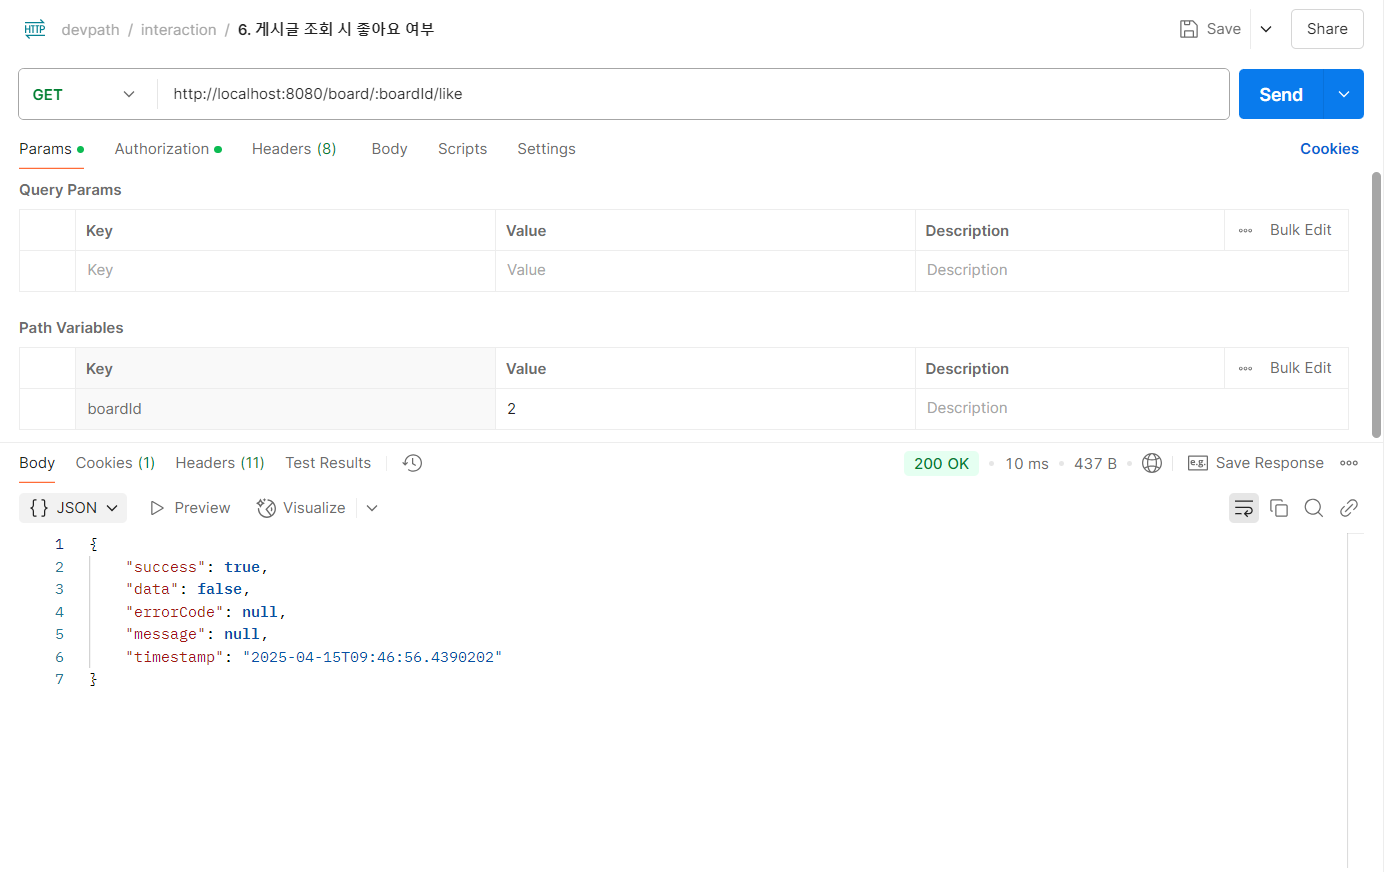 HTTP devpath / interaction / 6. 게시글 조회 시 좋아요 여부 Save Share
GET http://localhost:8080/board/:boardId/like Send
Params Authorization Headers (8) Body Scripts Settings Cookies
Query Params
Key Value Description Bulk Edit
Key Value Description
Path Variables
Key Value Description Bulk Edit
boardId 2 Description
Body Cookies (1) Headers (11) Test Results 200 OK 10 ms 437 B e.g. Save Response
{} JSON Preview Visualize
1 {
2 "success": true,
3 "data": false,
4 "errorCode": null,
5 "message": null,
6 "timestamp": "2025-04-15T09:46:56.4390202"
7 }